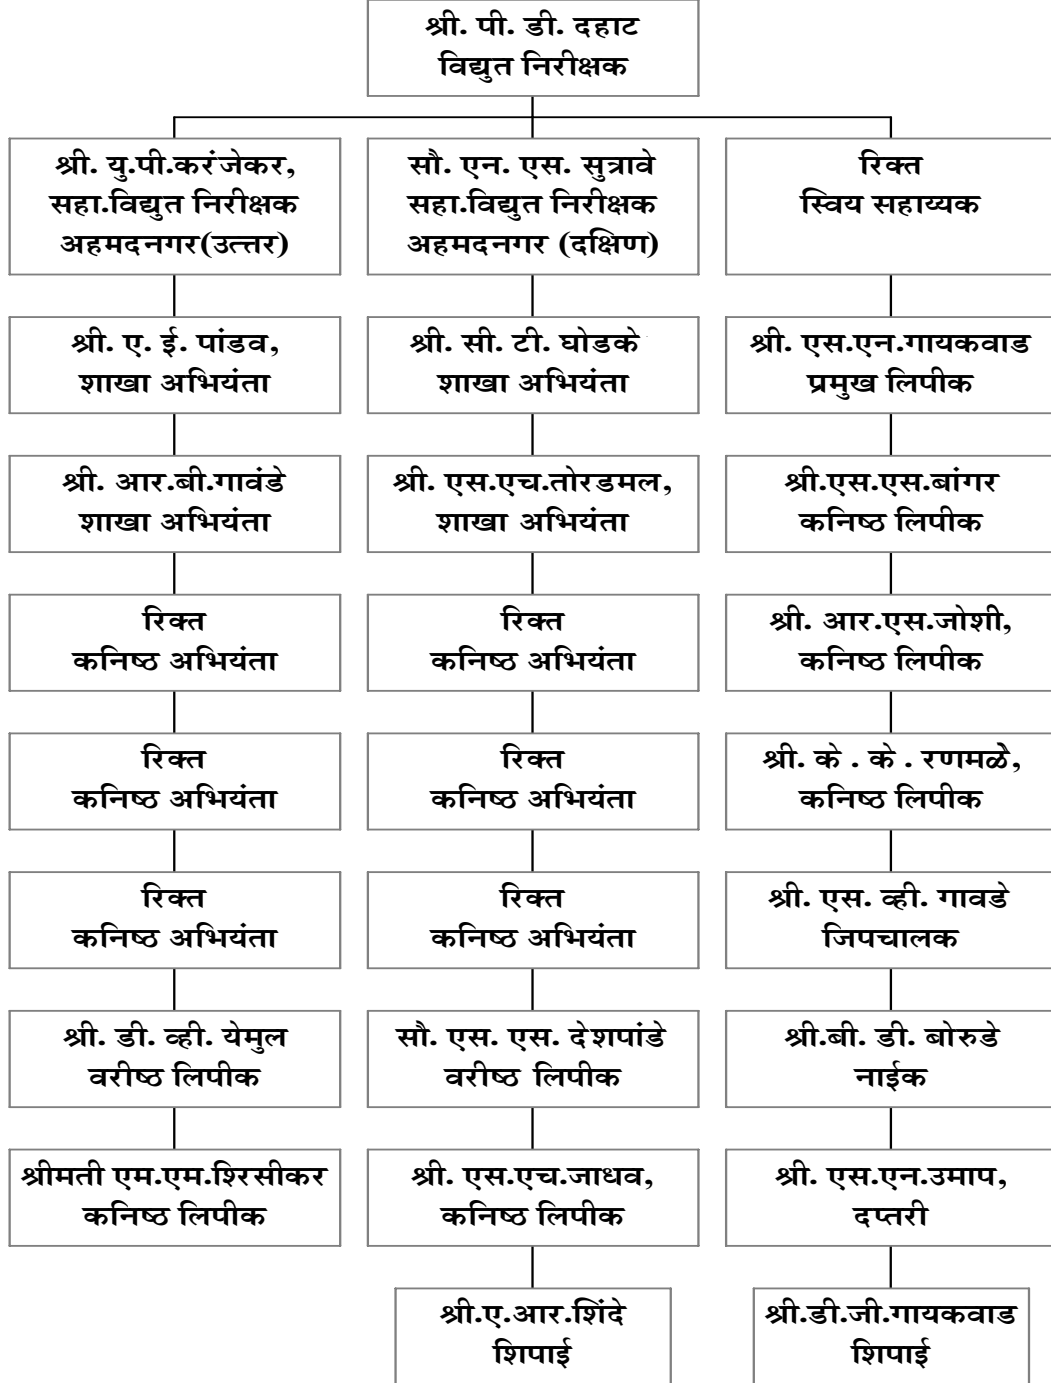 श्री. पी. डी. दहाट
विद्युत निरीक्षक
श्री. यु.पी.करंजेकर,
सहा.विद्युत निरीक्षक
अहमदनगर(उत्त्तर)
सौ. एन. एस. सुत्रावे
सहा.विद्युत निरीक्षक
अहमदनगर (दक्षिण)
रिक्त
स्विय सहाय्यक
श्री. ए. ई. पांडव,
शाखा अभियंता
श्री. सी. टी. घोडके
शाखा अभियंता
श्री. एस.एन.गायकवाड
प्रमुख लिपीक
श्री. आर.बी.गावंडे
शाखा अभियंता
श्री. एस.एच.तोरडमल,
शाखा अभियंता
श्री.एस.एस.बांगर
कनिष्ठ लिपीक
रिक्त
कनिष्ठ अभियंता
रिक्त
कनिष्ठ अभियंता
श्री. आर.एस.जोशी,
कनिष्ठ लिपीक
रिक्त
कनिष्ठ अभियंता
रिक्त
कनिष्ठ अभियंता
श्री. के . के . रणमळेे,
कनिष्ठ लिपीक
रिक्त
कनिष्ठ अभियंता
रिक्त
कनिष्ठ अभियंता
श्री. एस. व्ही. गावडे
जिपचालक
श्री. डी. व्ही. येमुल
वरीष्ठ लिपीक
सौ. एस. एस. देशपांडे
वरीष्ठ लिपीक
श्री.बी. डी. बोरुडे
नाईक
श्रीमती एम.एम.श्रिसीकर
कनिष्ठ लिपीक
श्री. एस.एच.जाधव,
कनिष्ठ लिपीक
श्री. एस.एन.उमाप,
दप्तरी
श्री.ए.आर.शिंदे
शिपाई
श्री.डी.जी.गायकवाड
शिपाई